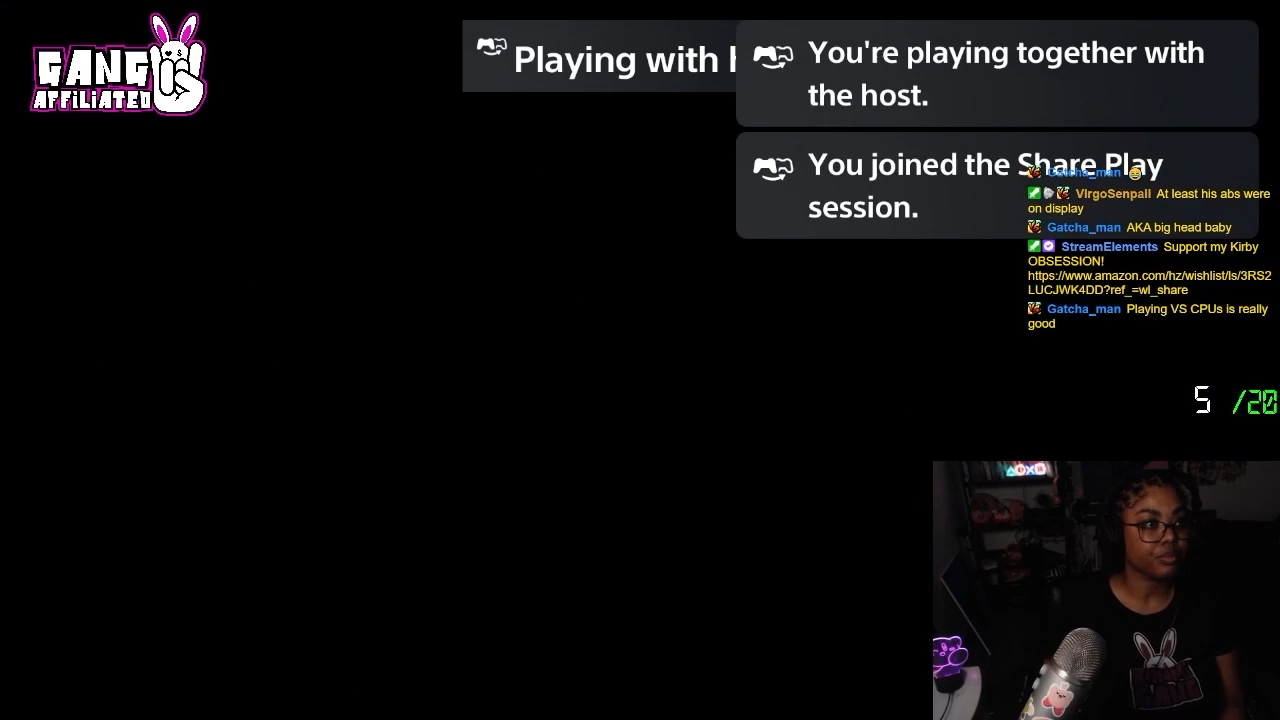 GANG
AFFILIATED
Playing with
You're playing together with
the host.
You joined the Share Play
session.
Gatcha_man
VIrgoSenpaII At least his abs were
on display
Gatcha_man AKA big head baby
StreamElements Support my Kirby
OBSESSION!
https://www.amazon.com/hz/wishlist/ls/3RS2
LUCJWK4DD?ref_=wl_share
Gatcha_man Playing VS CPUs is really
good
5 /20